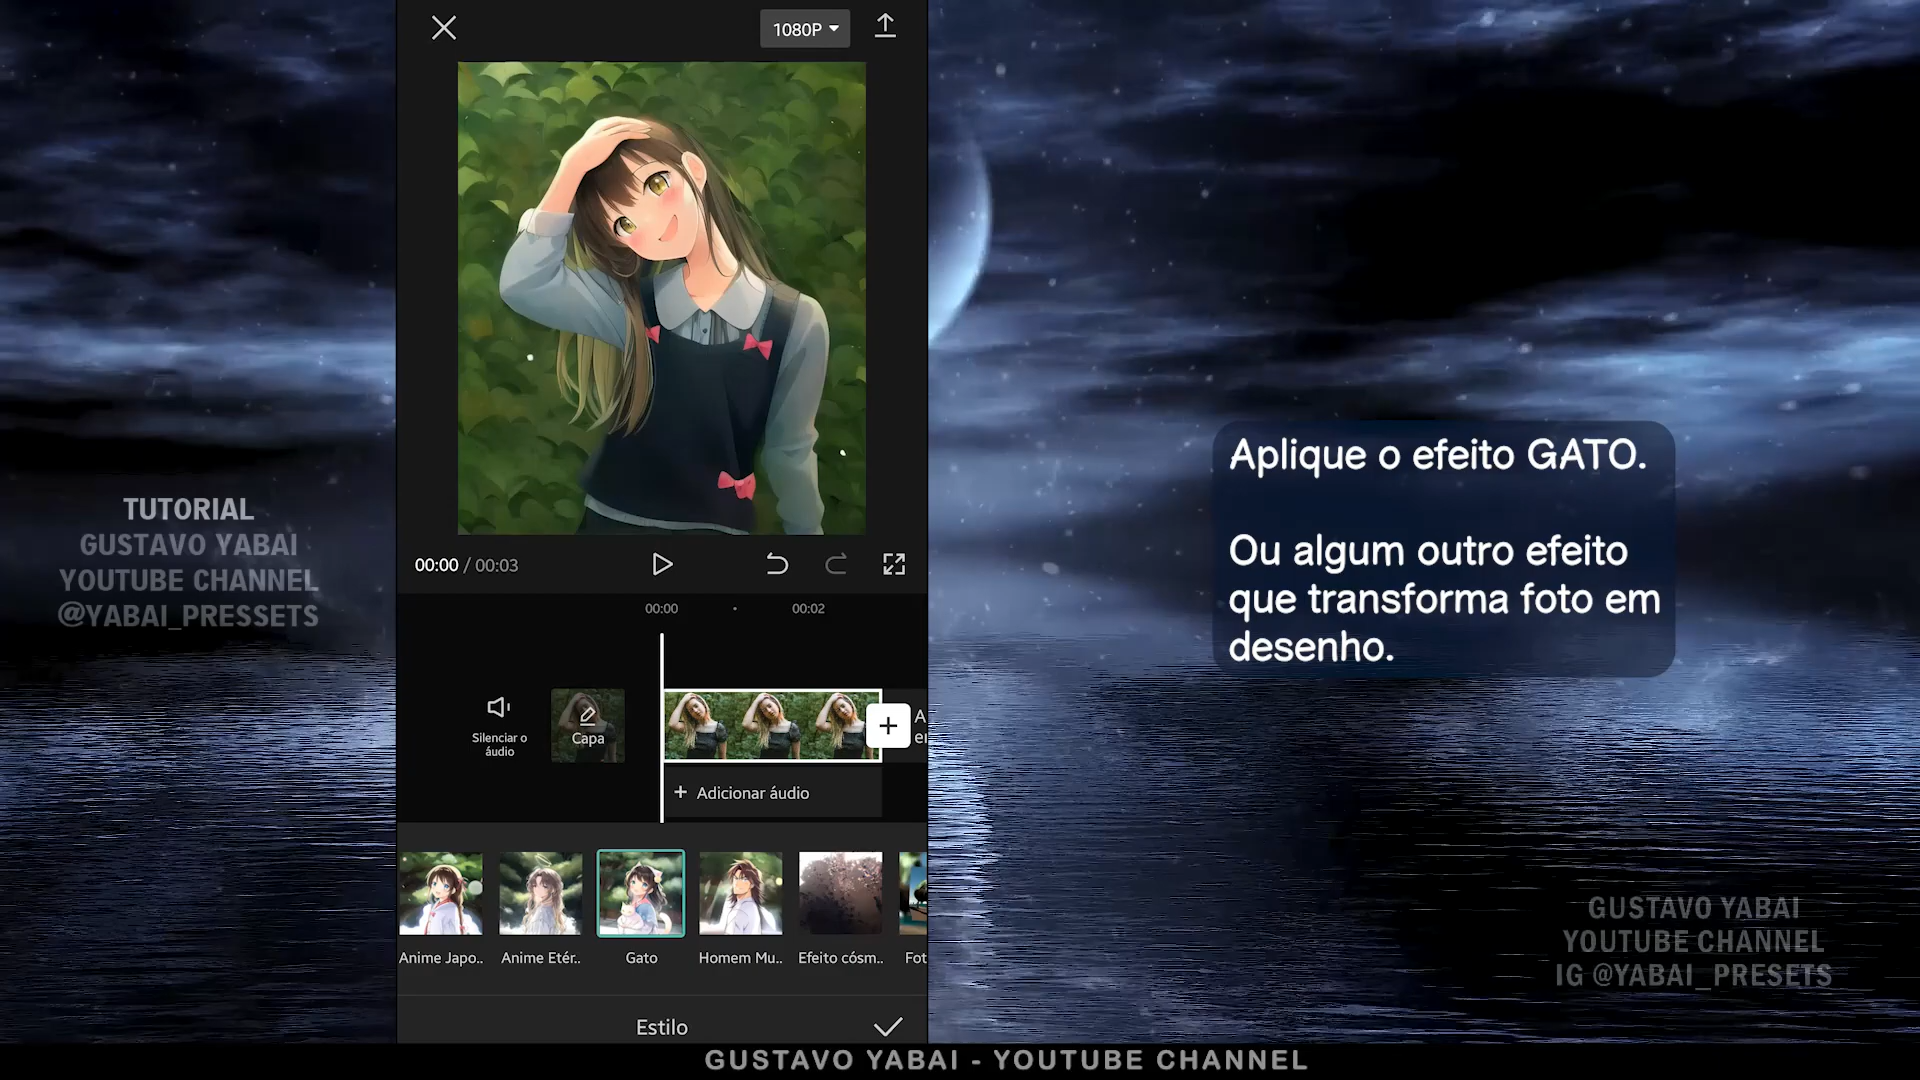 1080P
TUTORIAL
GUSTAVO YABAI
YOUTUBE CHANNEL
@YABAI_PRESSETS
00:00 / 00:03
00:00
00:02
Silenciar o
áudio
Capa
A
er
+ Adicionar áudio
Anime Japo..
Anime Etér..
Gato
Homem Mu..
Efeito cósm..
Fot
Estilo
Aplique o efeito GATO.
Ou algum outro efeito
que transforma foto em
desenho.
GUSTAVO YABAI
YOUTUBE CHANNEL
IG @YABAI_PRESETS
GUSTAVO YABAI - YOUTUBE CHANNEL